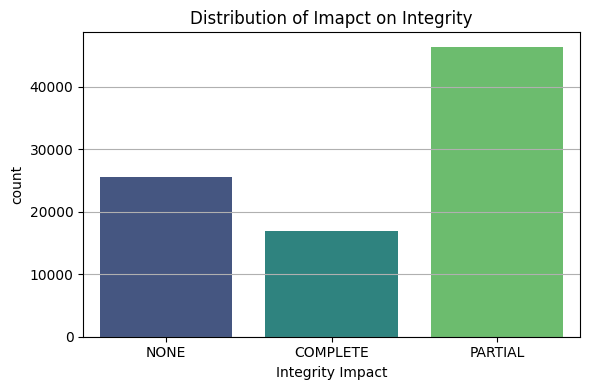 Distribution of Imapct on Integrity
count
40000
30000
20000
10000
0
NONE COMPLETE PARTIAL
Integrity Impact